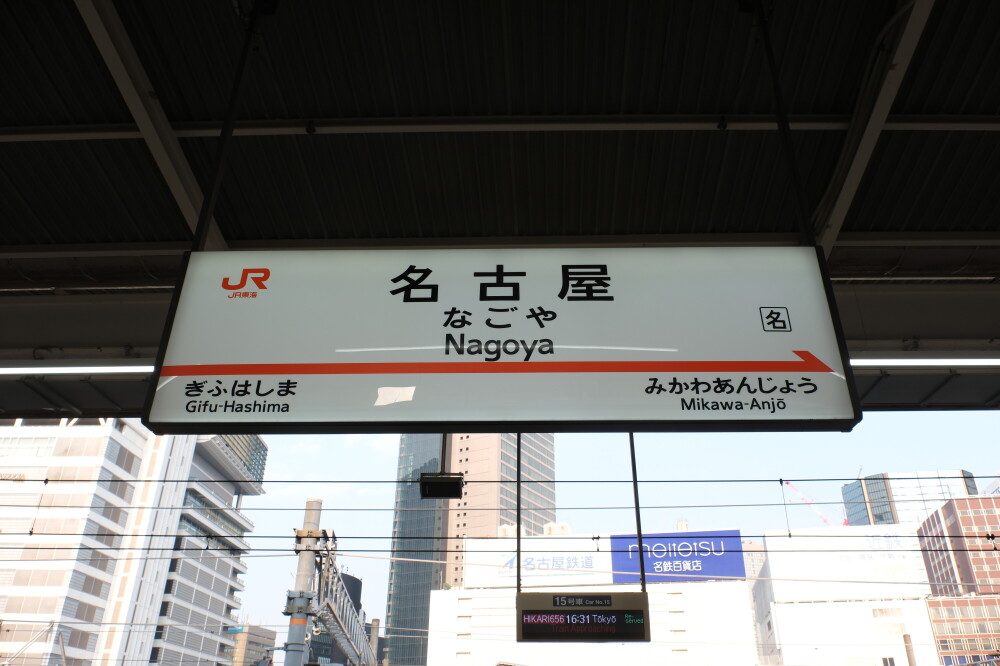 JR
JR東海
名古屋
なごや
Nagoya
名
ぎふはしま
Gifu-Hashima
みかわあんじょう
Mikawa-Anjō
名古屋鉄道
meitetsu
名鉄百貨店
15号車 Car No.15
HIKARI656 16:31 Tōkyō